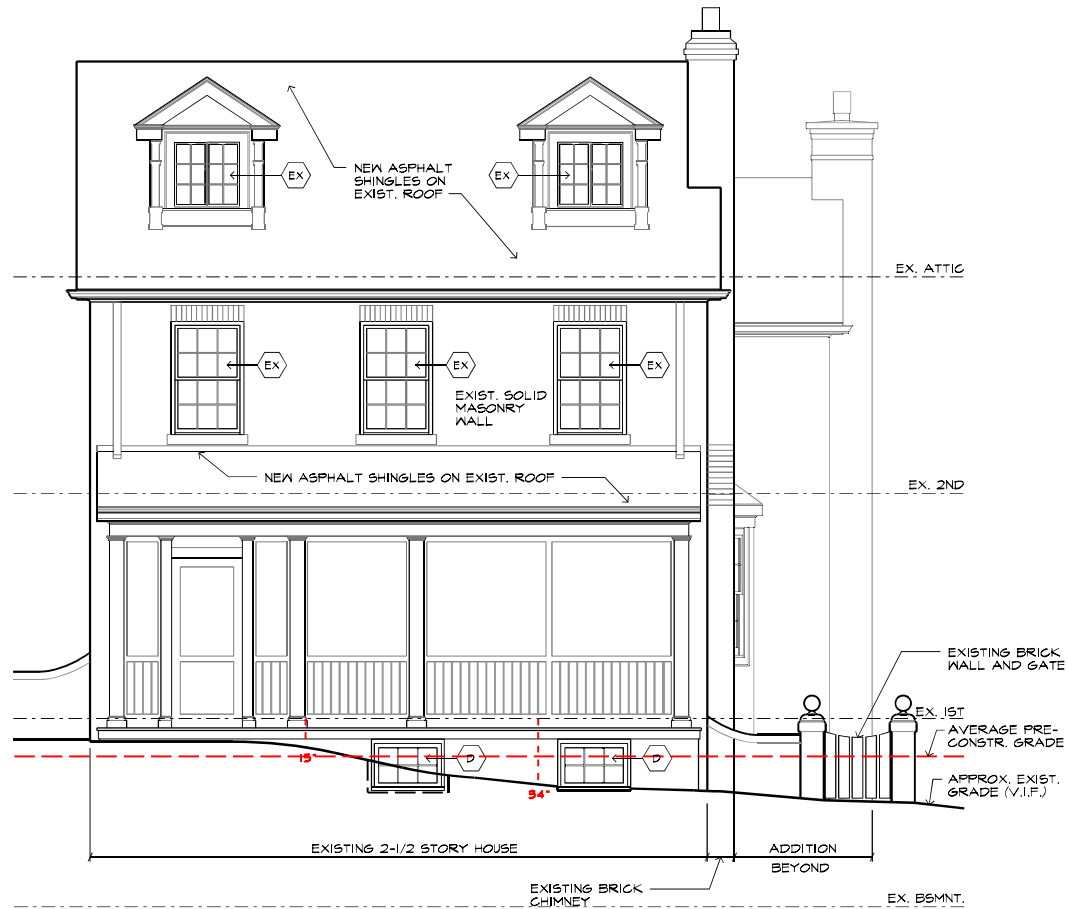 NEW ASPHALT
SHINGLES ON
EXIST. ROOF
EX
EX
EX. ATTIC
EX
EX
EX
EXIST. SOLID
MASONRY
WALL
NEW ASPHALT SHINGLES ON EXIST. ROOF
EX. 2ND
EXISTING BRICK
WALL AND GATE
EX. 1ST
AVERAGE PRE-
CONSTR. GRADE
13"
D
D
34"
APPROX. EXIST.
GRADE (V.I.F.)
EXISTING 2-1/2 STORY HOUSE
ADDITION
BEYOND
EXISTING BRICK
CHIMNEY
EX. BSMNT.